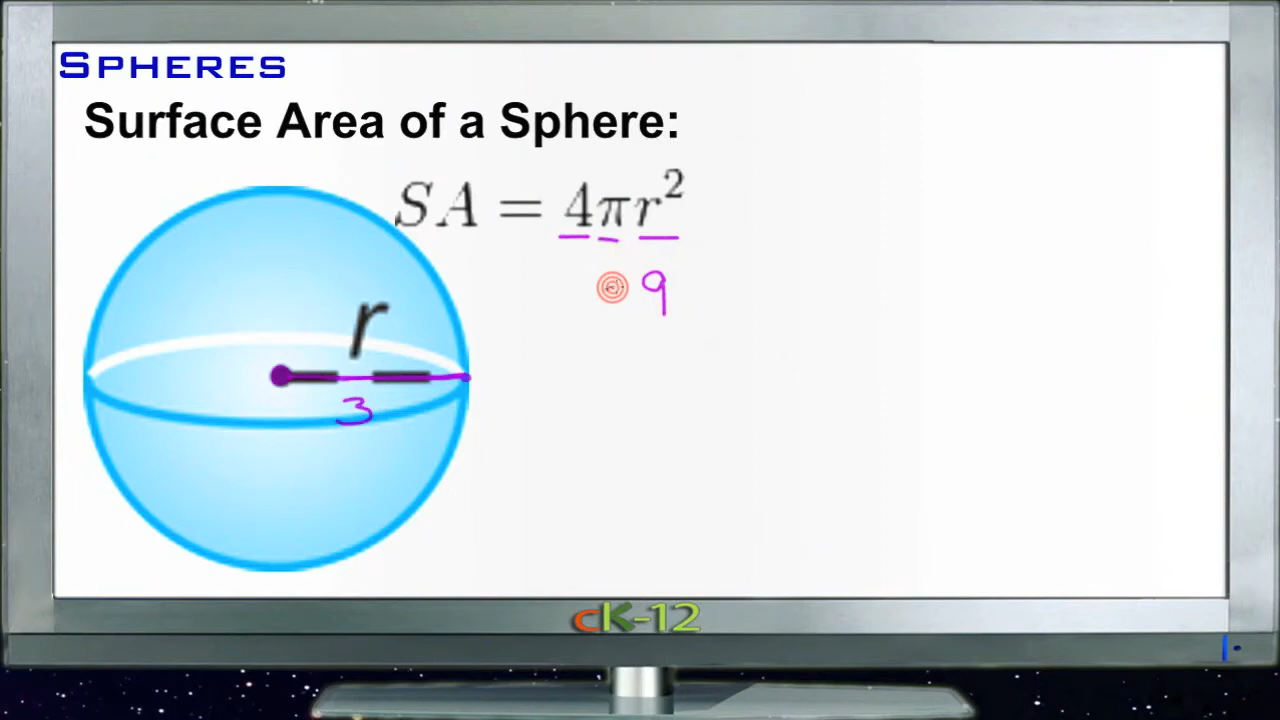 SPHERES
Surface Area of a Sphere:
SA = 4πr²
9
r
3
cK-12